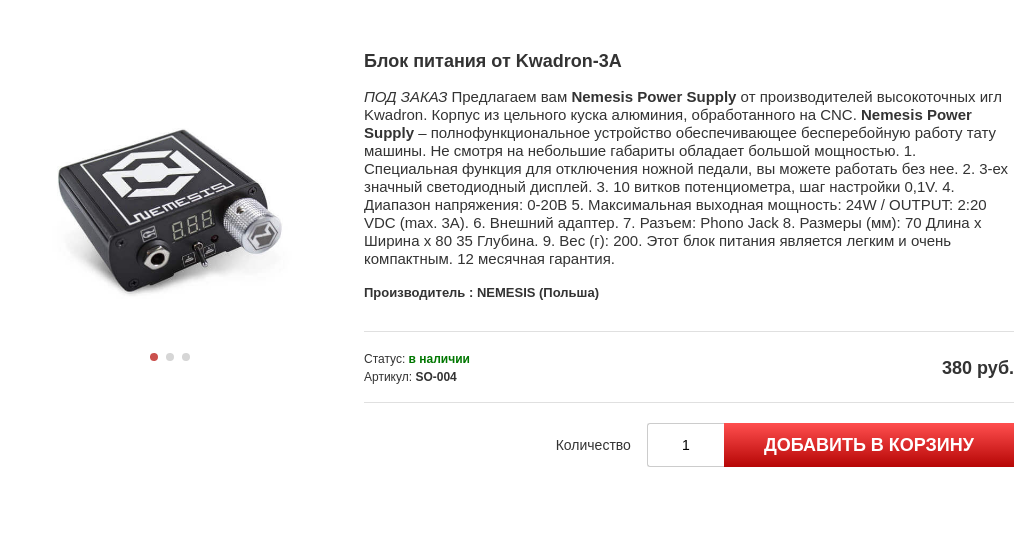 Блок питания от Kwadron-3A
ПОД ЗАКАЗ Предлагаем вам Nemesis Power Supply от производителей высокоточных игл
Kwadron. Корпус из цельного куска алюминия, обработанного на CNC. Nemesis Power
Supply – полнофункциональное устройство обеспечивающее бесперебойную работу тату
машины. Не смотря на небольшие габариты обладает большой мощностью. 1.
Специальная функция для отключения ножной педали, вы можете работать без нее. 2. 3-ех
значный светодиодный дисплей. 3. 10 витков потенциометра, шаг настройки 0,1V. 4.
Диапазон напряжения: 0-20В 5. Максимальная выходная мощность: 24W / OUTPUT: 2:20
VDC (max. 3A). 6. Внешний адаптер. 7. Разъем: Phono Jack 8. Размеры (мм): 70 Длина х
Ширина х 80 35 Глубина. 9. Вес (г): 200. Этот блок питания является легким и очень
компактным. 12 месячная гарантия.
NEMESIS
Производитель : NEMESIS (Польша)
Статус: в наличии
Артикул: SO-004
380 руб.
Количество 1 ДОБАВИТЬ В КОРЗИНУ